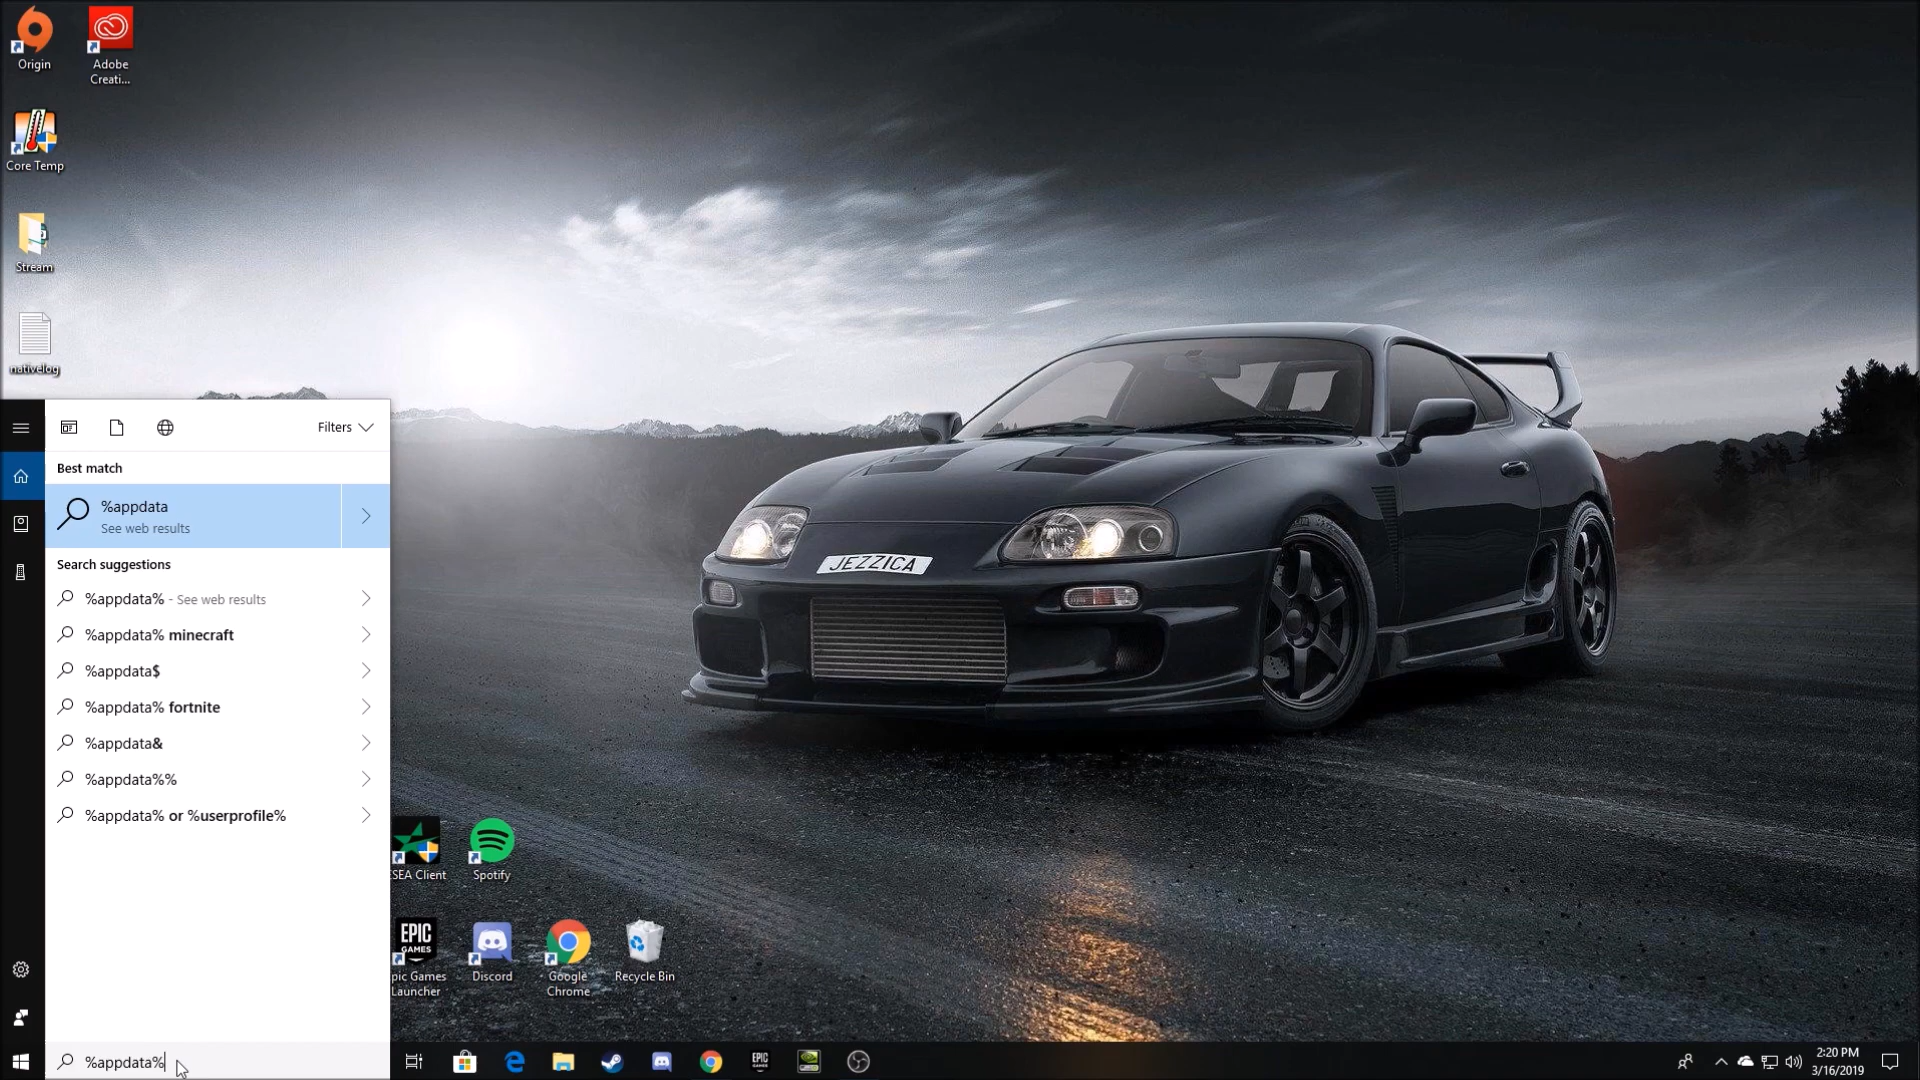 Origin
Adobe
Creati...
Core Temp
Stream
nativelog
Filters
Best match
%appdata
See web results
Search suggestions
%appdata% - See web results
%appdata% minecraft
%appdata$
%appdata% fortnite
%appdata&
%appdata%%
%appdata% or %userprofile%
JEZZICA
SEA Client
Spotify
EPIC
GAMES
pic Games
Launcher
Discord
Google
Chrome
Recycle Bin
%appdata%
EPIC
2:20 PM
3/16/2019